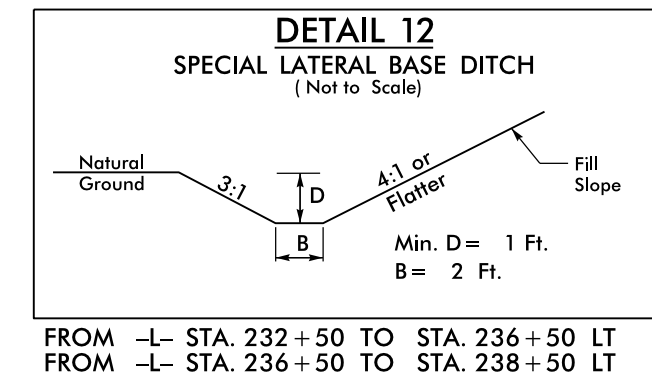 DETAIL 12
SPECIAL LATERAL BASE DITCH
( Not to Scale)
Natural
Ground
3:1
D
4:1 or
Flatter
Fill
Slope
B
Min. D= 1 Ft.
B= 2 Ft.
FROM -L- STA. 232+50 TO STA. 236+50 LT
FROM -L- STA. 236+50 TO STA. 238+50 LT